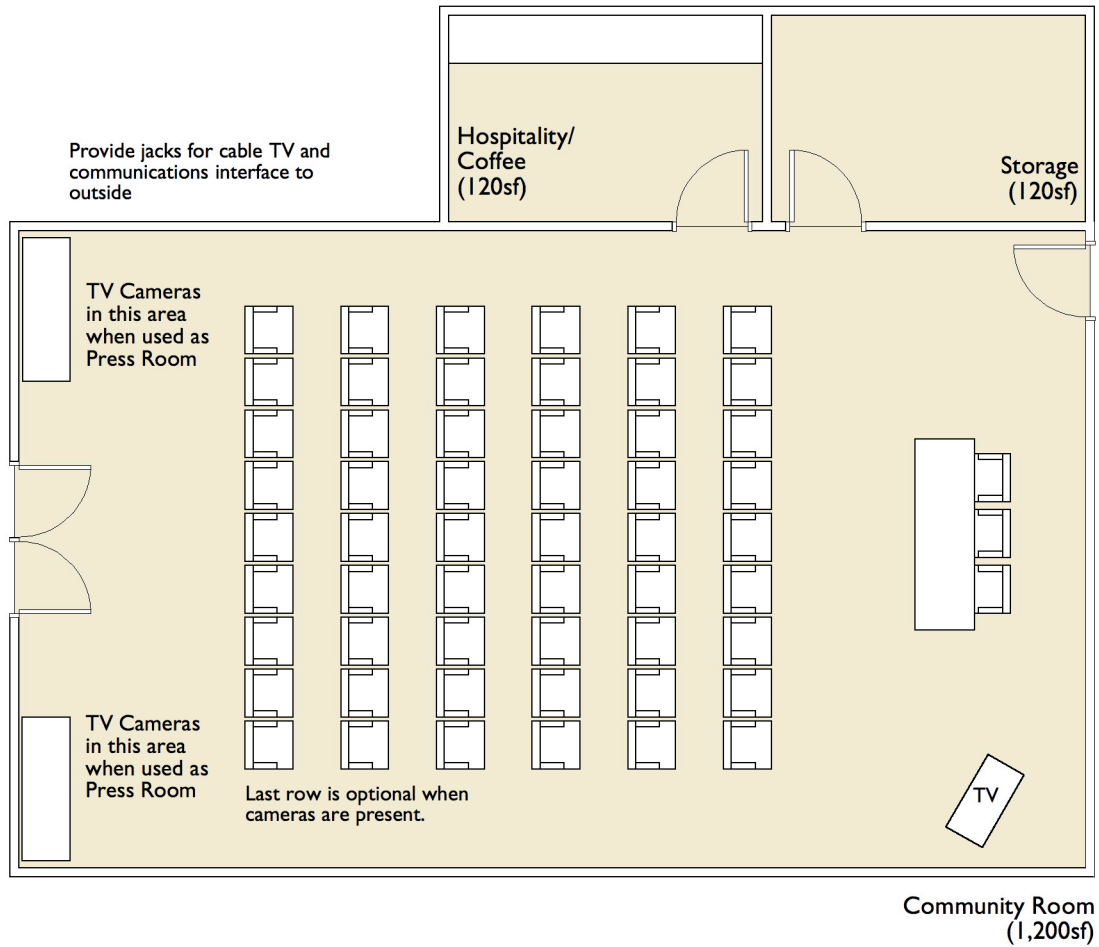 Hospitality/
Coffee
(120sf)
Storage
(120sf)
Provide jacks for cable TV and
communications interface to
outside
TV Cameras
in this area
when used as
Press Room
TV Cameras
in this area
when used as
Press Room
Last row is optional when
cameras are present.
TV
Community Room
(1,200sf)